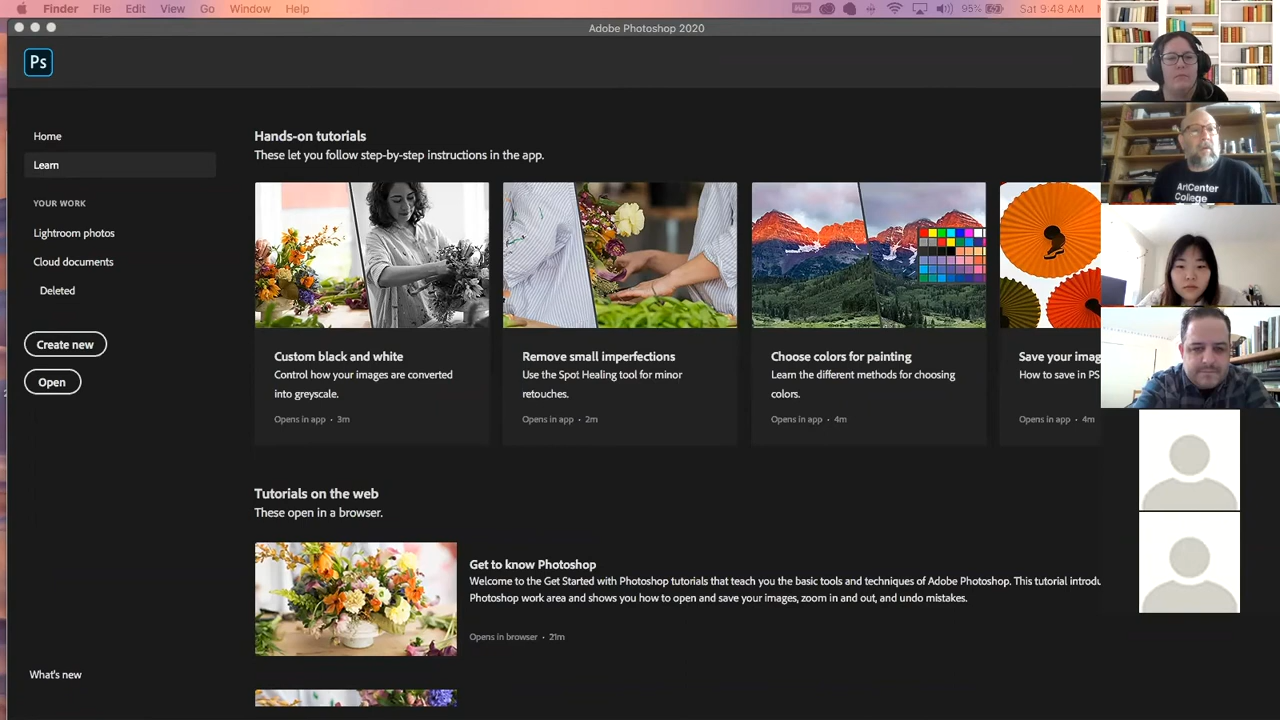 Finder File Edit View Go Window Help
95% Sat 9:48 AM
Adobe Photoshop 2020
Ps
Home
Learn
YOUR WORK
Lightroom photos
Cloud documents
Deleted
Create new
Open
What's new
Hands-on tutorials
These let you follow step-by-step instructions in the app.
Custom black and white
Control how your images are converted
into greyscale.
Opens in app • 3m
Remove small imperfections
Use the Spot Healing tool for minor
retouches.
Opens in app • 2m
Choose colors for painting
Learn the different methods for choosing
colors.
Opens in app • 4m
Save your imag
How to save in PS
Opens in app • 4m
Tutorials on the web
These open in a browser.
Get to know Photoshop
Welcome to the Get Started with Photoshop tutorials that teach you the basic tools and techniques of Adobe Photoshop. This tutorial introdu
Photoshop work area and shows you how to open and save your images, zoom in and out, and undo mistakes.
Opens in browser • 21m
ArtCenter
College